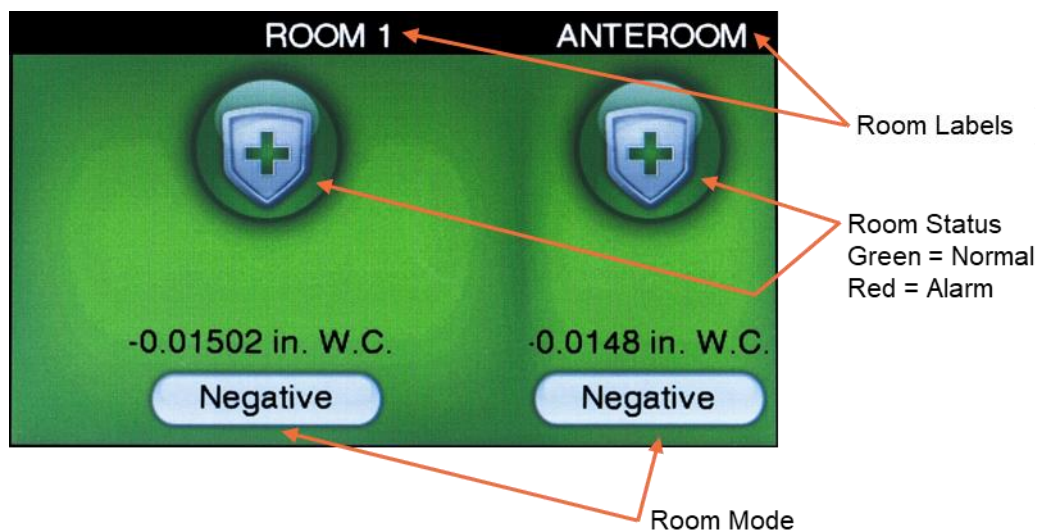 ROOM 1 ANTEROOM
Room Labels
Room Status
Green = Normal
Red = Alarm
-0.01502 in. W.C. -0.0148 in. W.C.
Negative Negative
Room Mode